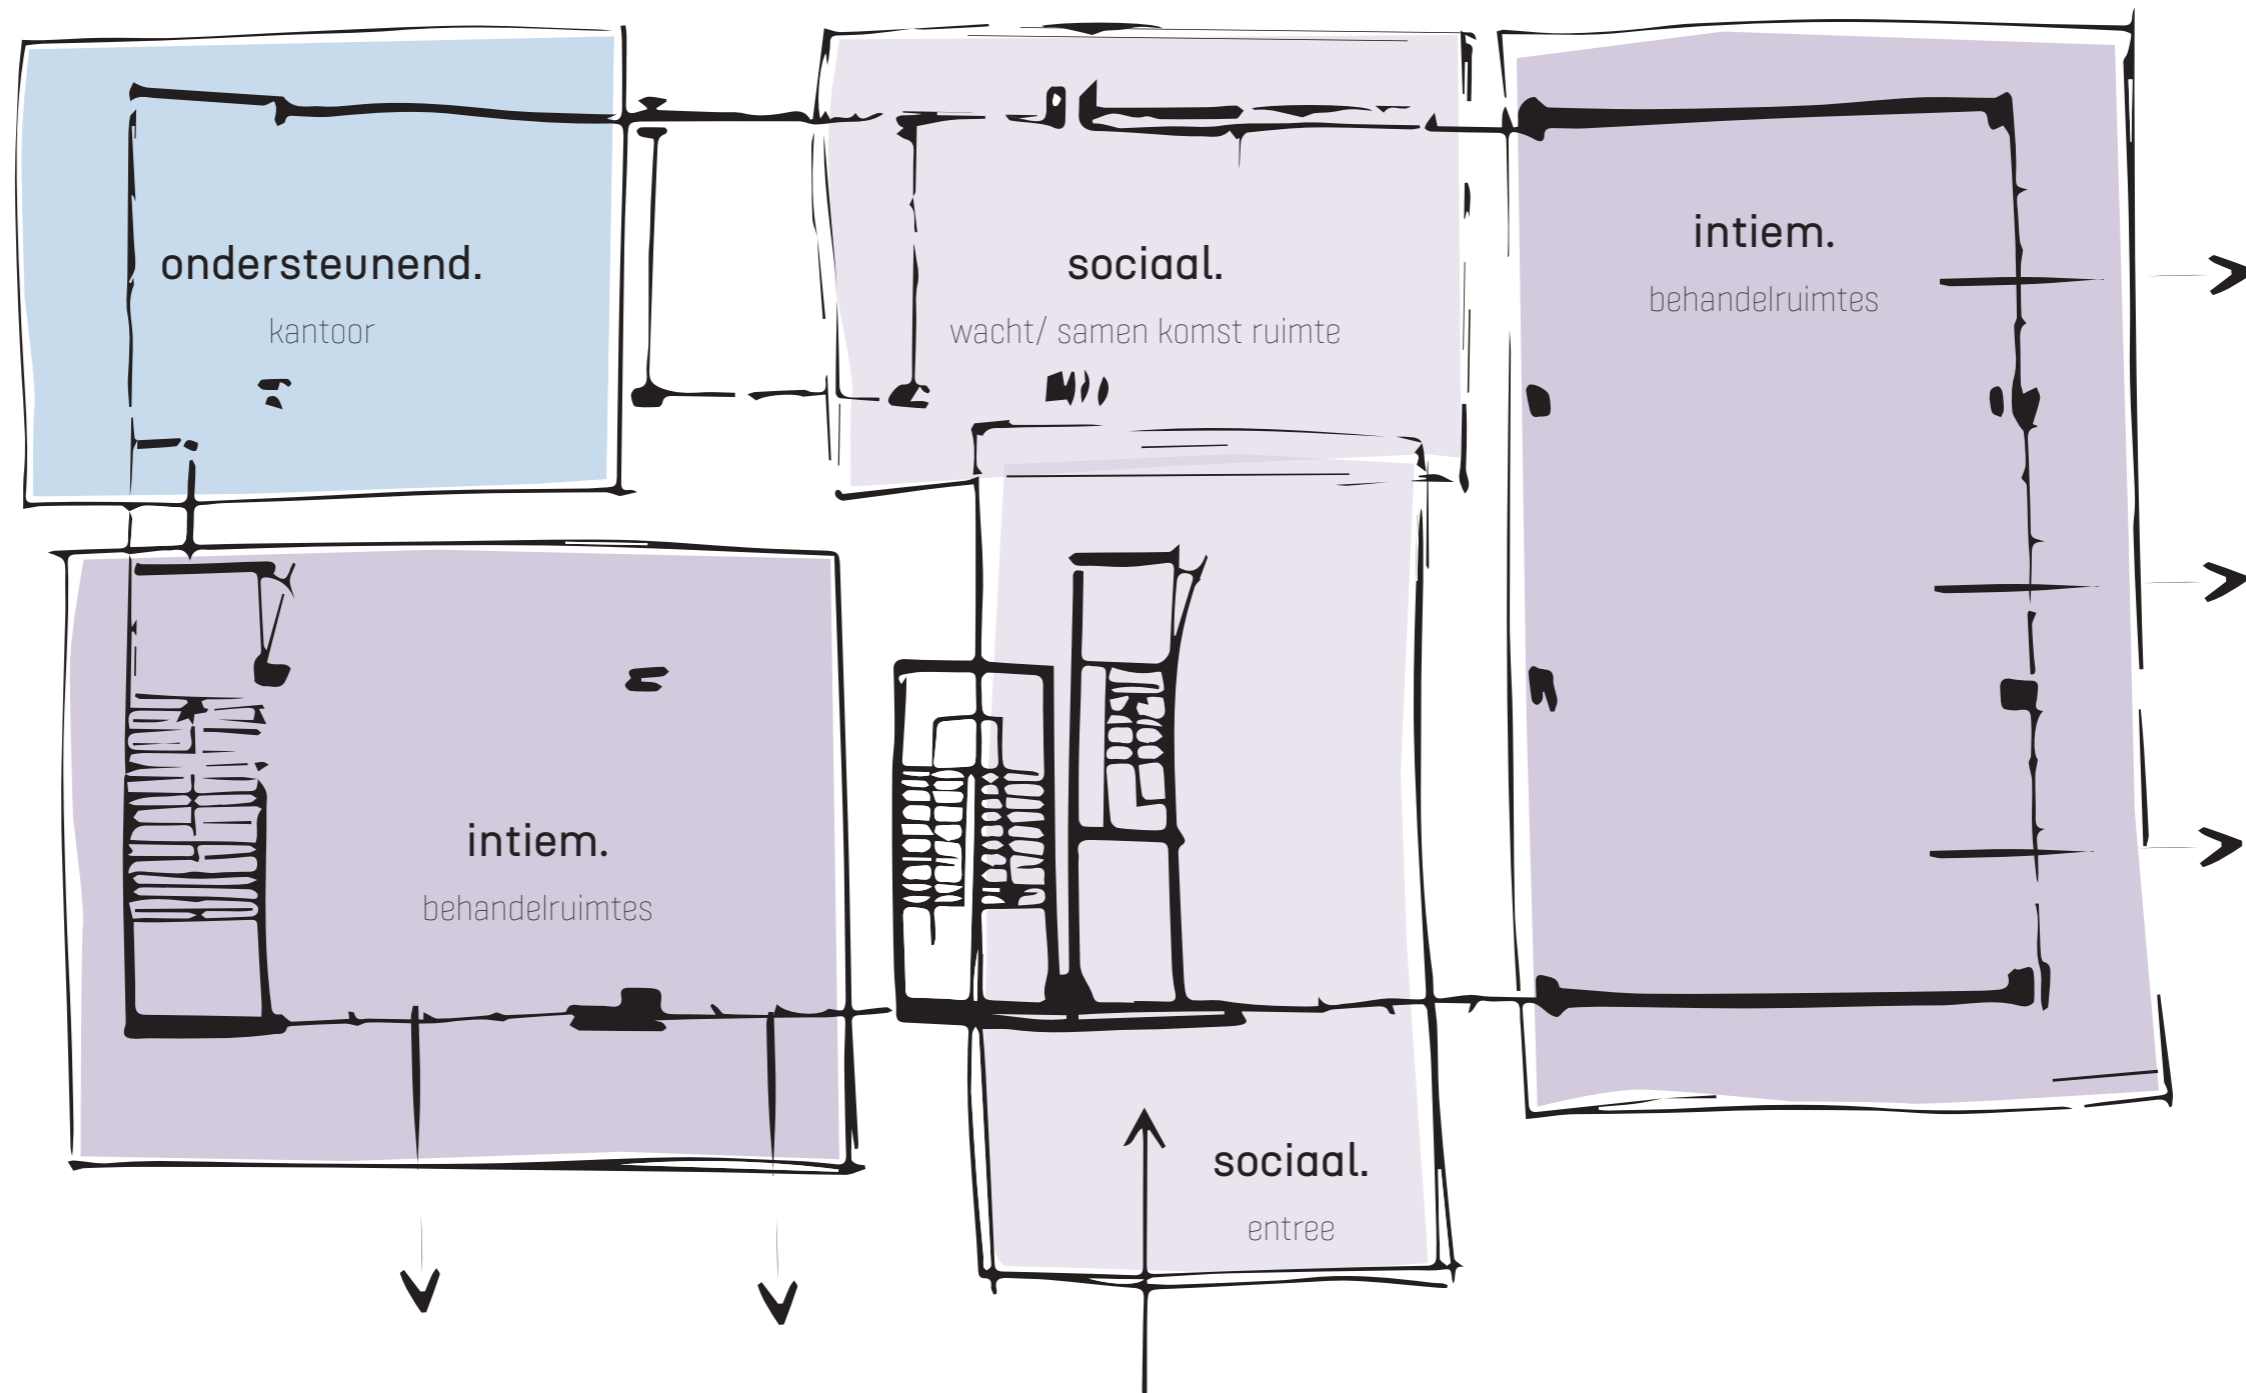 ondersteunend.
kantoor
sociaal.
wacht/ samen komst ruimte
intiem.
behandelruimtes
intiem.
behandelruimtes
sociaal.
entree